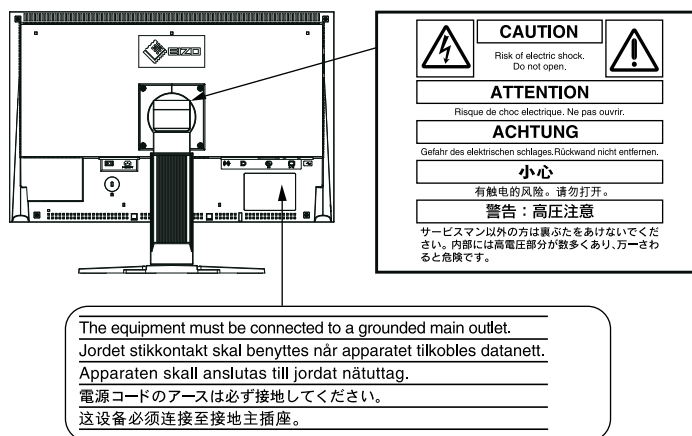 EIZO
CAUTION
Risk of electric shock.
Do not open.
ATTENTION
Risque de choc electrique. Ne pas ouvrir.
ACHTUNG
Gefahr des elektrischen schlages.Rückwand nicht entfernen.
小心
有触电的风险。请勿打开。
警告：高圧注意
サービスマン以外の方は裏ぶたをあけないでくだ
さい。内部には高電圧部分が数多くあり、万一さわ
ると危険です。
The equipment must be connected to a grounded main outlet.
Jordet stikkontakt skal benyttes når apparatet tilkobles datanett.
Apparaten skall anslutas till jordat nätuttag.
電源コードのアースは必ず接地してください。
这设备必须连接至接地主插座。